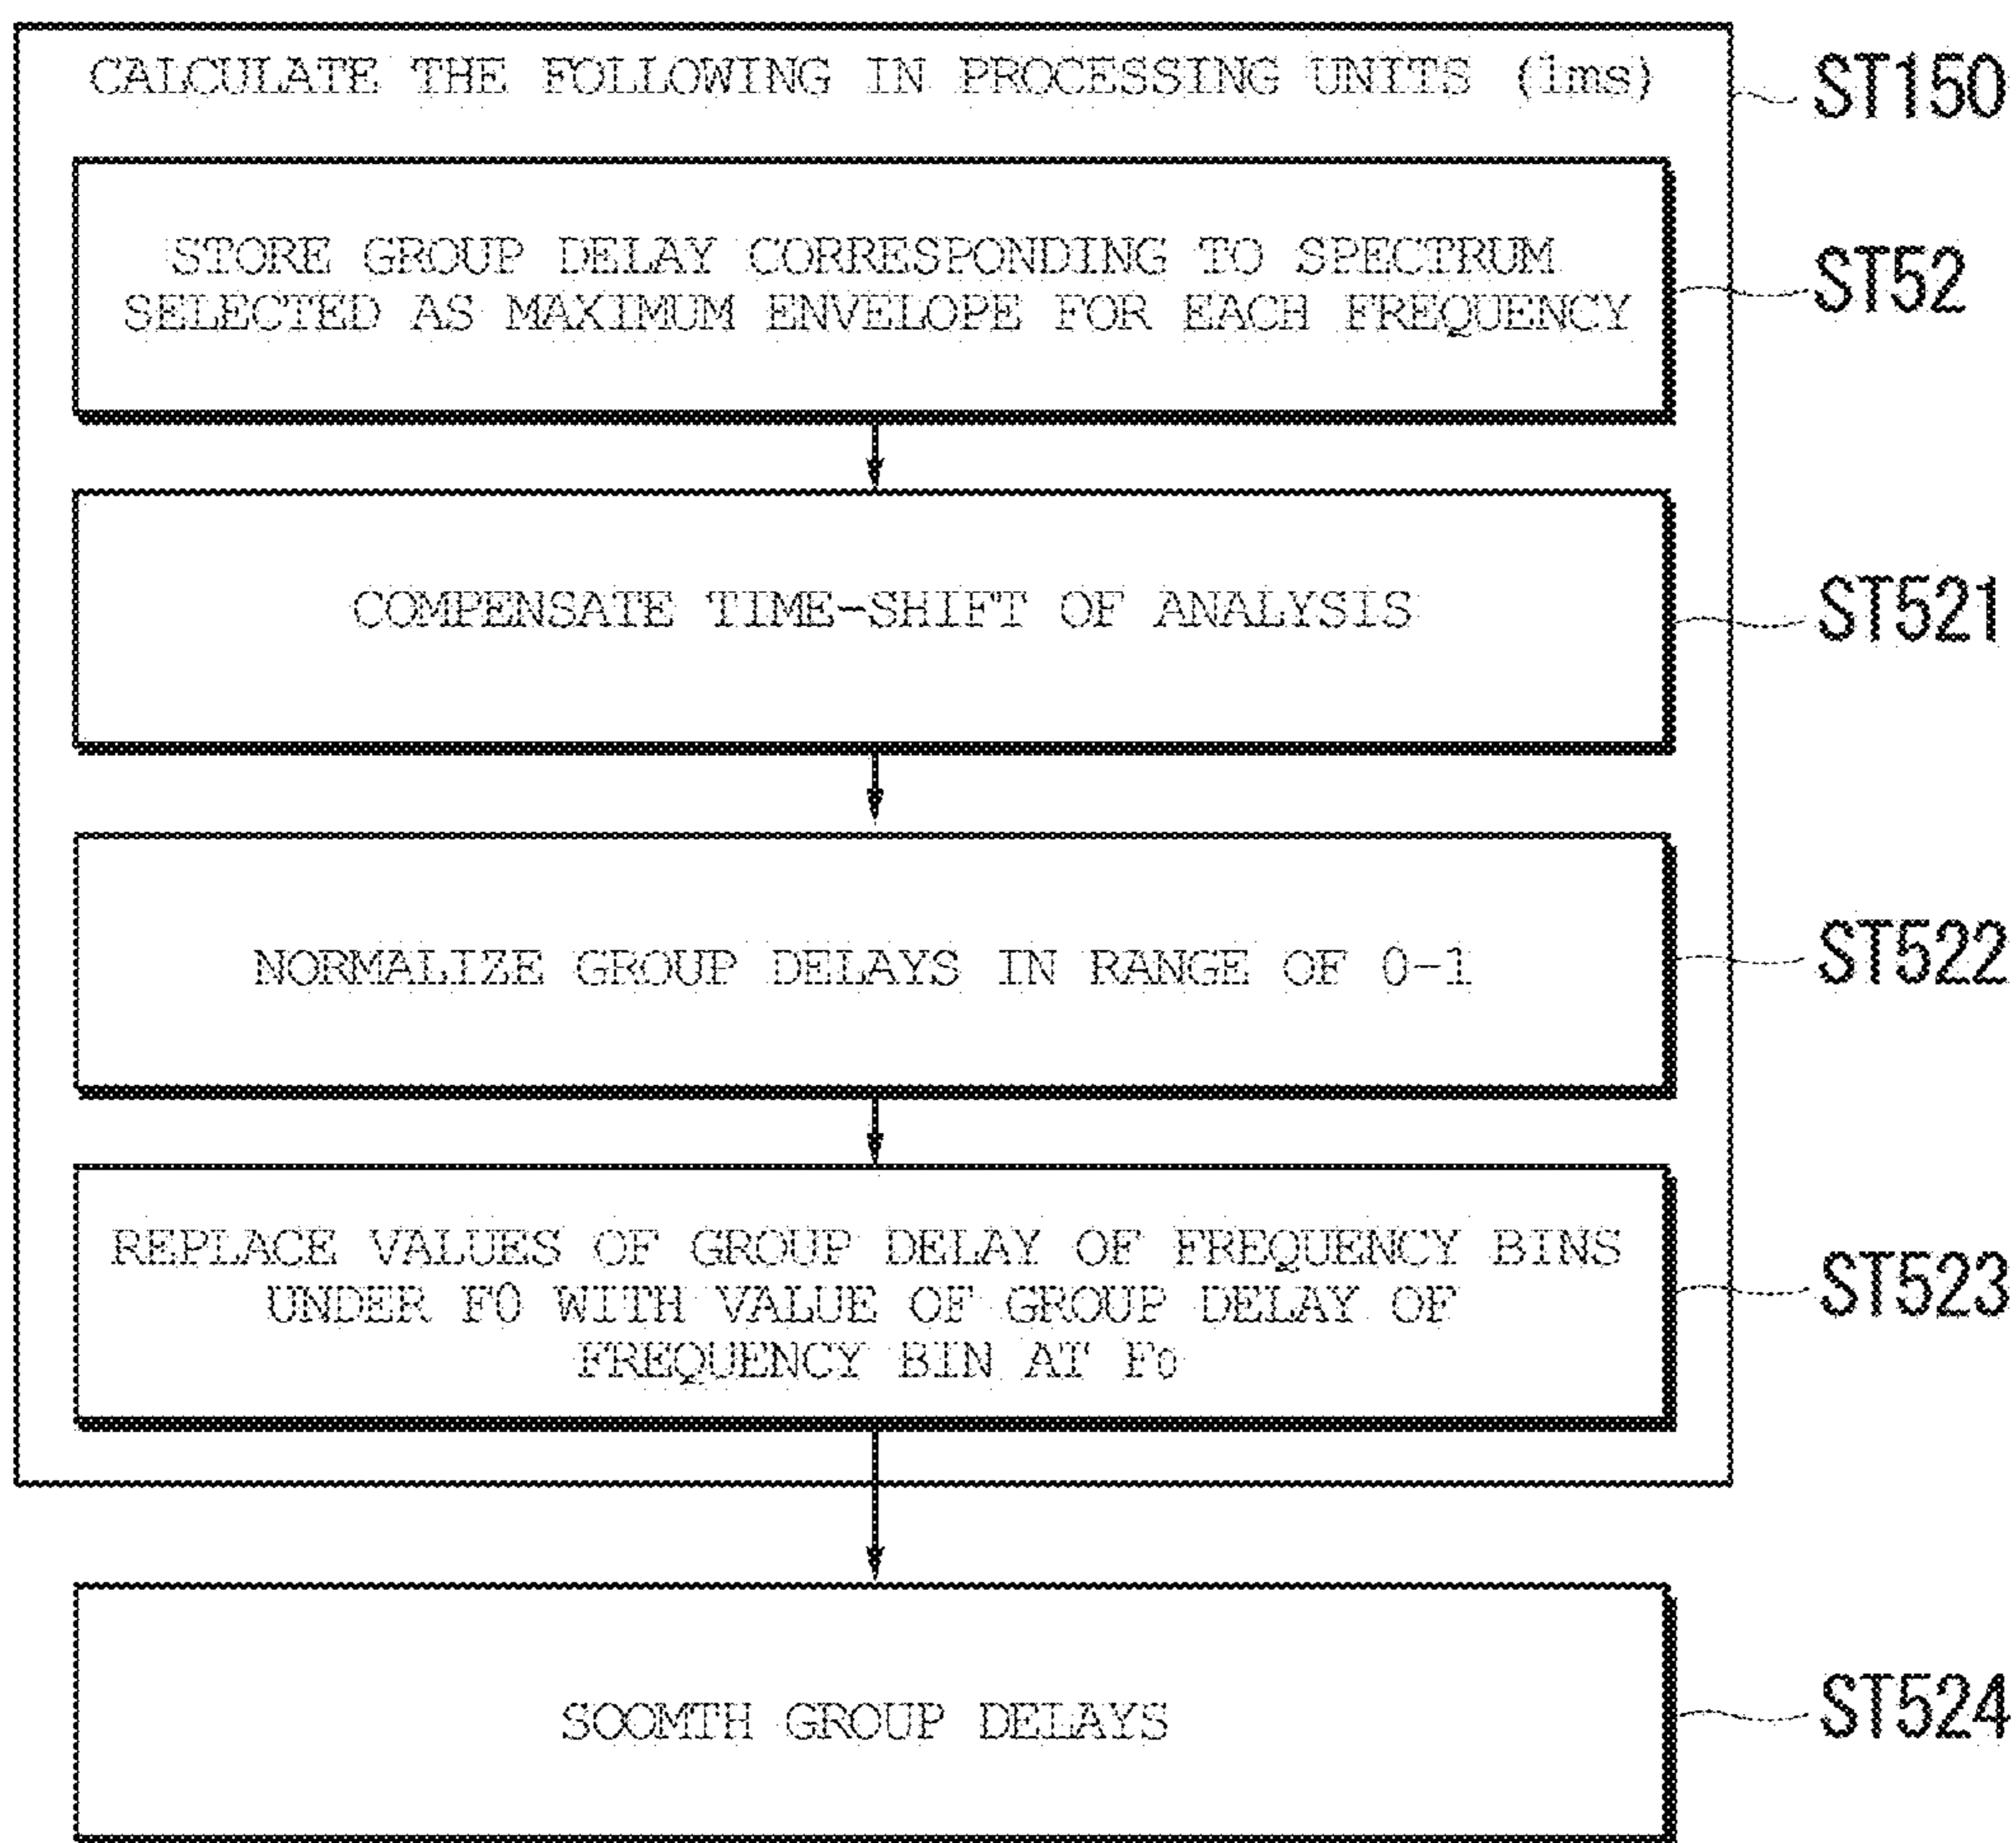 CALCULATE THE FOLLOWING IN PROCESSING UNITS (1ms)
ST150
STORE GROUP DELAY CORRESPONDING TO SPECTRUM
SELECTED AS MAXIMUM ENVELOPE FOR EACH FREQUENCY
ST52
COMPENSATE TIME-SHIFT OF ANALYSIS
ST521
NORMALIZE GROUP DELAYS IN RANGE OF 0-1
ST522
REPLACE VALUES OF GROUP DELAY OF FREQUENCY BINS
UNDER F0 WITH VALUE OF GROUP DELAY OF
FREQUENCY BIN AT F0
ST523
SOOMTH GROUP DELAYS
ST524